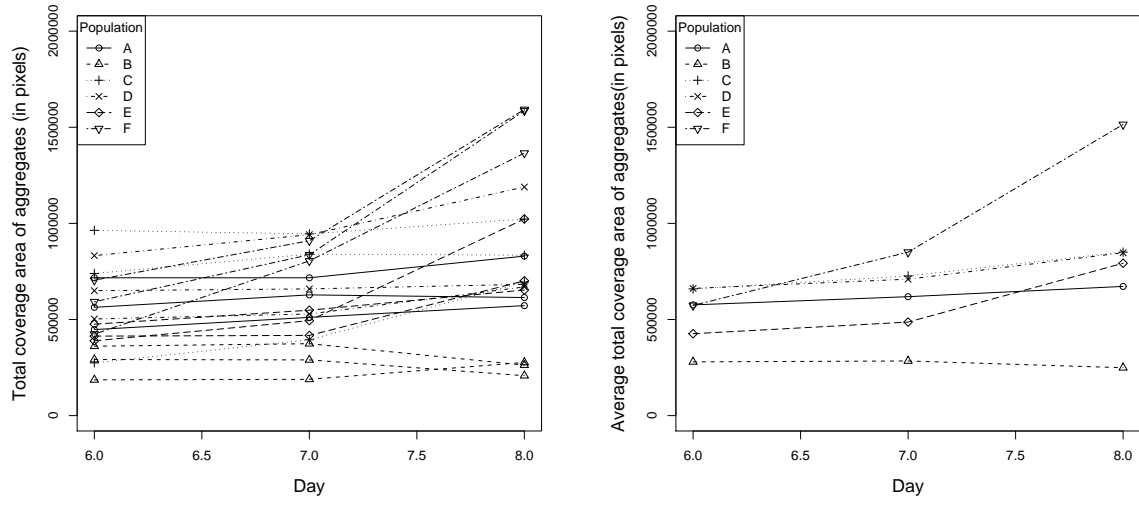 Total coverage area of aggregates (in pixels)
2000000
1500000
1000000
500000
0
Population
A
B
C
D
E
F
6.0 6.5 7.0 7.5 8.0
Day
Average total coverage area of aggregates(in pixels)
2000000
1500000
1000000
500000
0
Population
A
B
C
D
E
F
6.0 6.5 7.0 7.5 8.0
Day